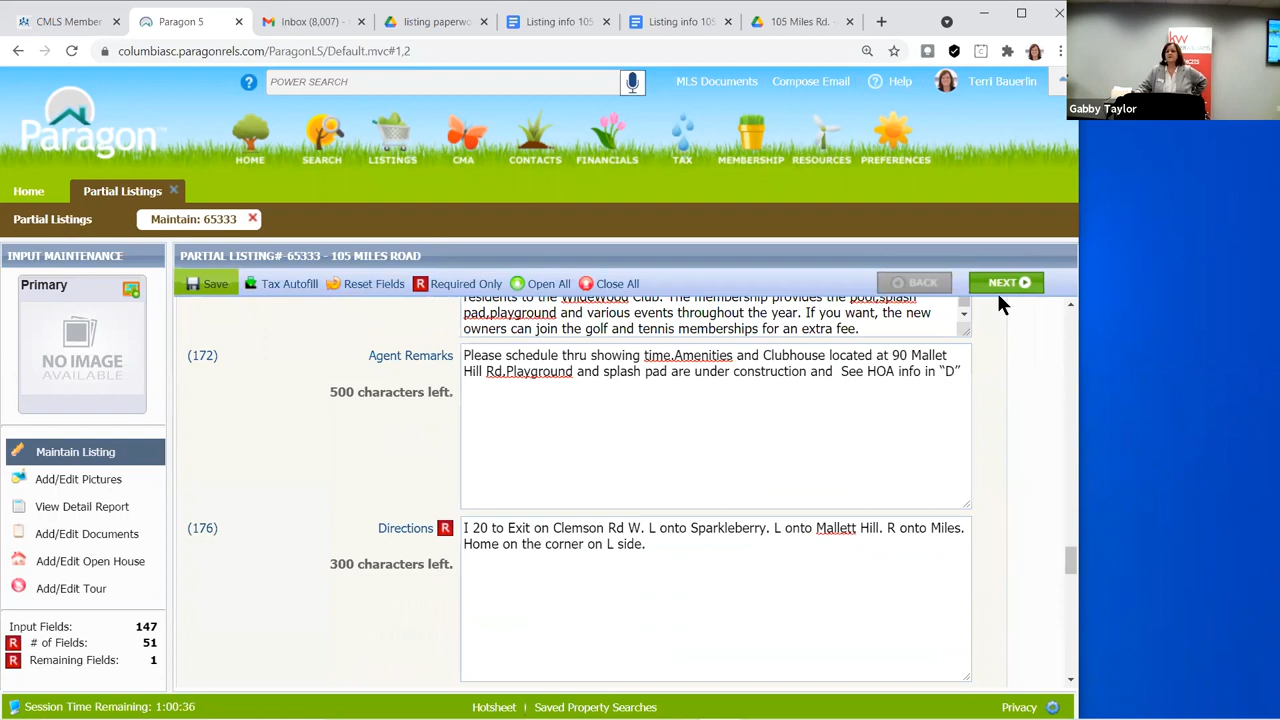 CMLS Member
Paragon 5
Inbox (8,007)
listing paperw
Listing info 105
Listing info 105
105 Miles Rd.
columbiasc.paragonrels.com/ParagonLS/Default.mvc#1,2
kw
Gabby Taylor
POWER SEARCH
MLS Documents
Compose Email
Help
Terri Bauerlin
Paragon
HOME
SEARCH
LISTINGS
CMA
CONTACTS
FINANCIALS
TAX
MEMBERSHIP
RESOURCES
PREFERENCES
Home
Partial Listings
Partial Listings
Maintain: 65333
INPUT MAINTENANCE
PARTIAL LISTING#-65333 - 105 MILES ROAD
Primary
NO IMAGE
AVAILABLE
Save
Tax Autofill
Reset Fields
R Required Only
Open All
Close All
BACK
NEXT
residents to the WildeWood Club. The membership provides the pool,splash
pad,playground and various events throughout the year. If you want, the new
owners can join the golf and tennis memberships for an extra fee.
(172)
Agent Remarks
500 characters left.
Please schedule thru showing time.Amenities and Clubhouse located at 90 Mallet
Hill Rd,Playground and splash pad are under construction and  See HOA info in “D”
(176)
Directions R
300 characters left.
I 20 to Exit on Clemson Rd W. L onto Sparkleberry. L onto Mallett Hill. R onto Miles.
Home on the corner on L side.
Maintain Listing
Add/Edit Pictures
View Detail Report
Add/Edit Documents
Add/Edit Open House
Add/Edit Tour
Input Fields: 147
R # of Fields: 51
R Remaining Fields: 1
Session Time Remaining: 1:00:36
Hotsheet
Saved Property Searches
Privacy